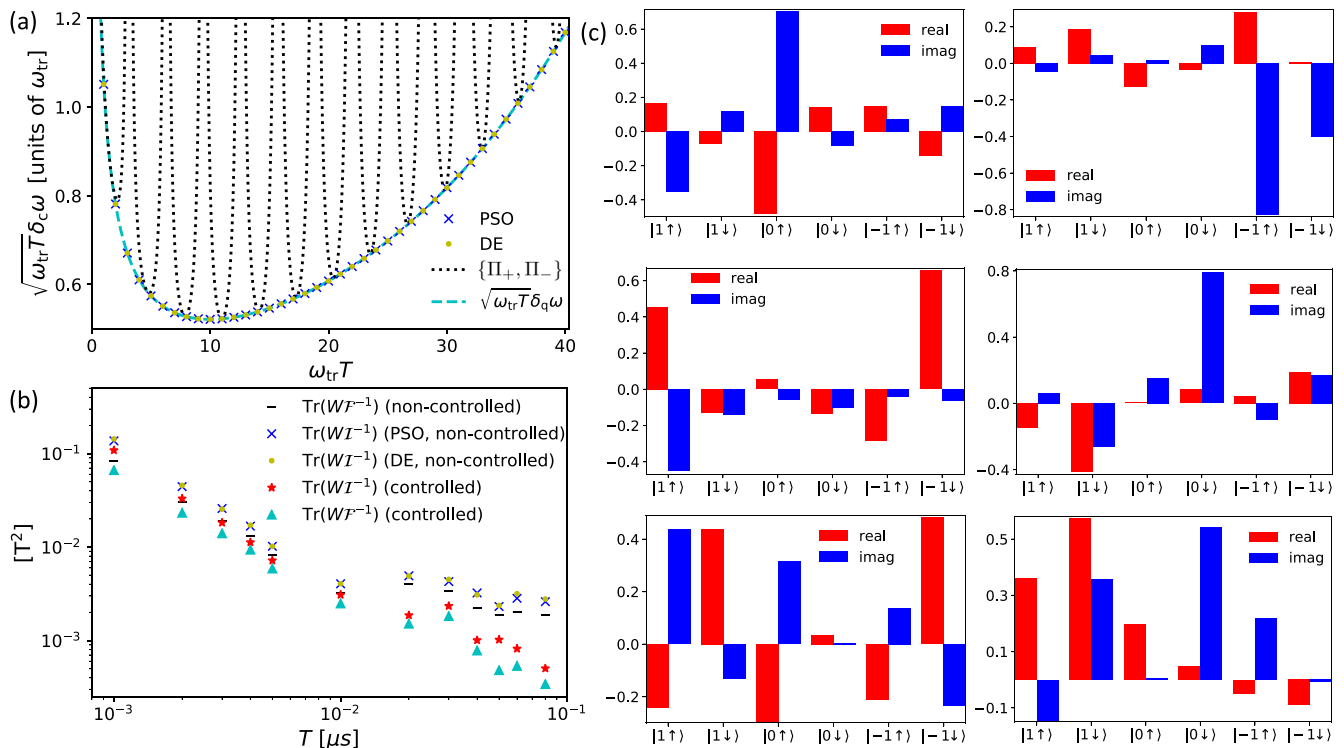 (a)
1.2
1.0
0.8
0.6
√ω_tr T δ_c ω [units of ω_tr]
PSO
DE
{Π₊, Π₋}
√ω_tr T δ_q ω
0 10 20 30 40
ω_tr T
(b)
10⁻¹
10⁻²
10⁻³
[T²]
Tr(WF⁻¹) (non-controlled)
Tr(WI⁻¹) (PSO, non-controlled)
Tr(WI⁻¹) (DE, non-controlled)
Tr(WI⁻¹) (controlled)
Tr(WF⁻¹) (controlled)
10⁻³ 10⁻² 10⁻¹
T [μs]
(c)
real
imag
0.6
0.4
0.2
0.0
−0.2
−0.4
|1↑⟩ |1↓⟩ |0↑⟩ |0↓⟩ |−1↑⟩ |−1↓⟩
0.2
0.0
−0.2
−0.4
−0.6
−0.8
real
imag
|1↑⟩ |1↓⟩ |0↑⟩ |0↓⟩ |−1↑⟩ |−1↓⟩
real
imag
0.6
0.4
0.2
0.0
−0.2
−0.4
|1↑⟩ |1↓⟩ |0↑⟩ |0↓⟩ |−1↑⟩ |−1↓⟩
real
imag
0.8
0.4
0.0
−0.4
|1↑⟩ |1↓⟩ |0↑⟩ |0↓⟩ |−1↑⟩ |−1↓⟩
real
imag
0.4
0.2
0.0
−0.2
|1↑⟩ |1↓⟩ |0↑⟩ |0↓⟩ |−1↑⟩ |−1↓⟩
real
imag
0.5
0.3
0.1
−0.1
|1↑⟩ |1↓⟩ |0↑⟩ |0↓⟩ |−1↑⟩ |−1↓⟩